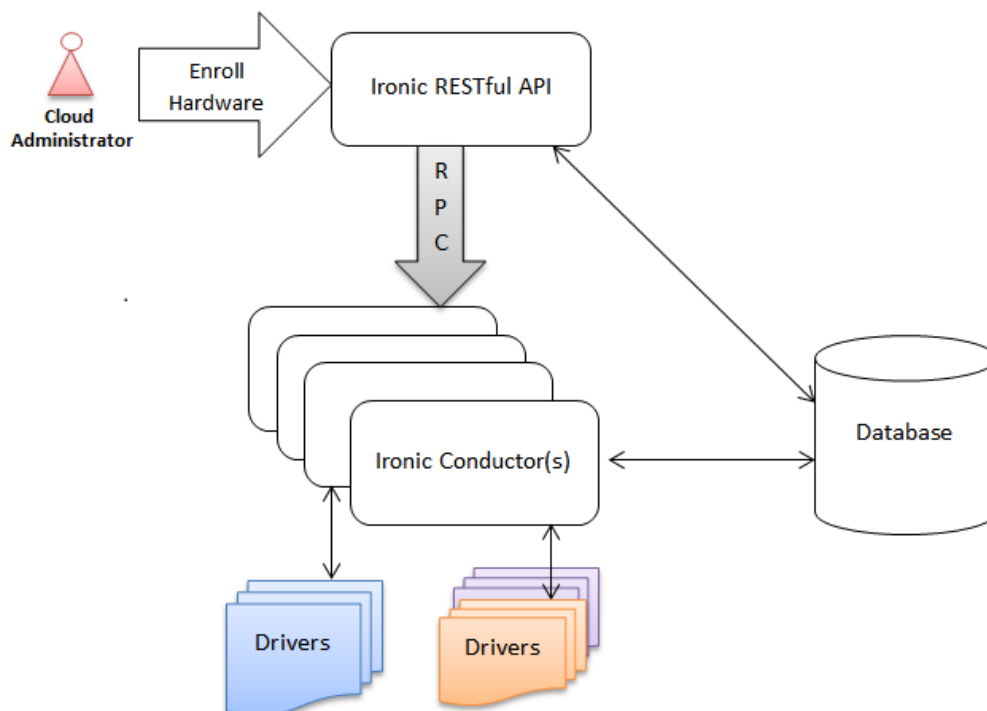 Enroll
Hardware
Ironic RESTful API
Cloud
Administrator
R
P
C
Ironic Conductor(s)
Database
Drivers
Drivers